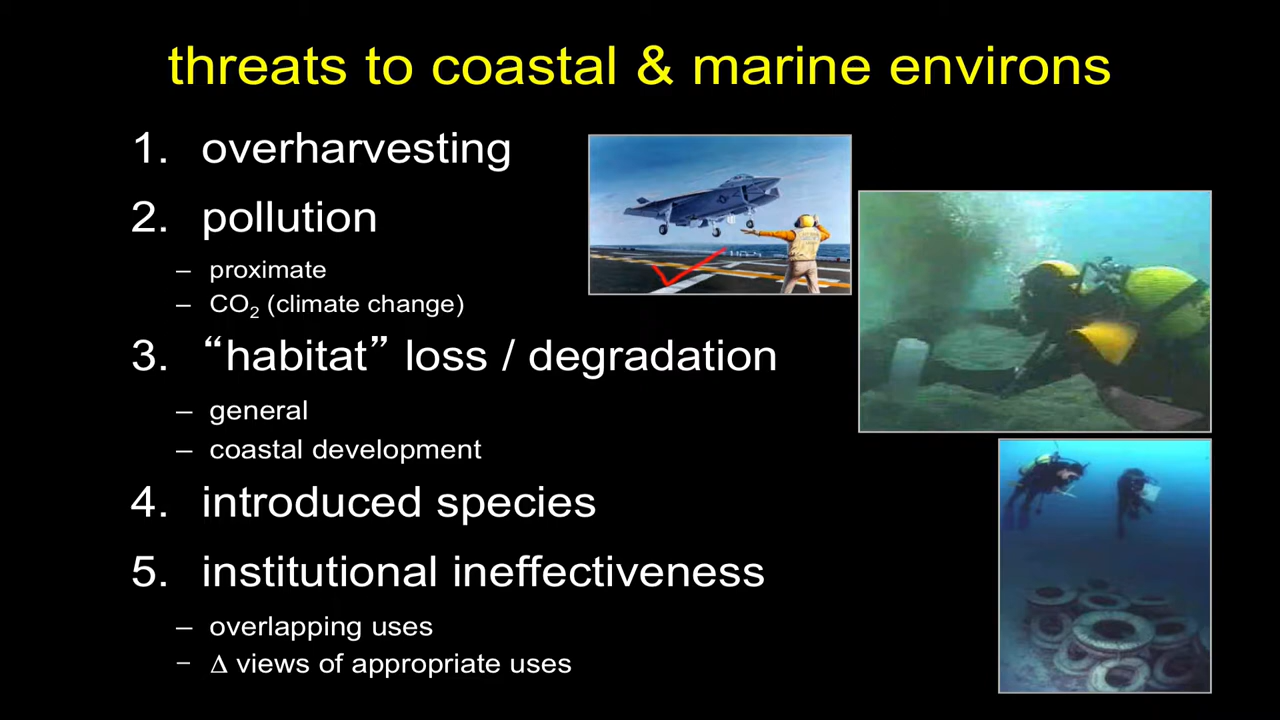 threats to coastal & marine environs
1. overharvesting
2. pollution
– proximate
– CO₂ (climate change)
3. “habitat” loss / degradation
– general
– coastal development
4. introduced species
5. institutional ineffectiveness
– overlapping uses
– Δ views of appropriate uses